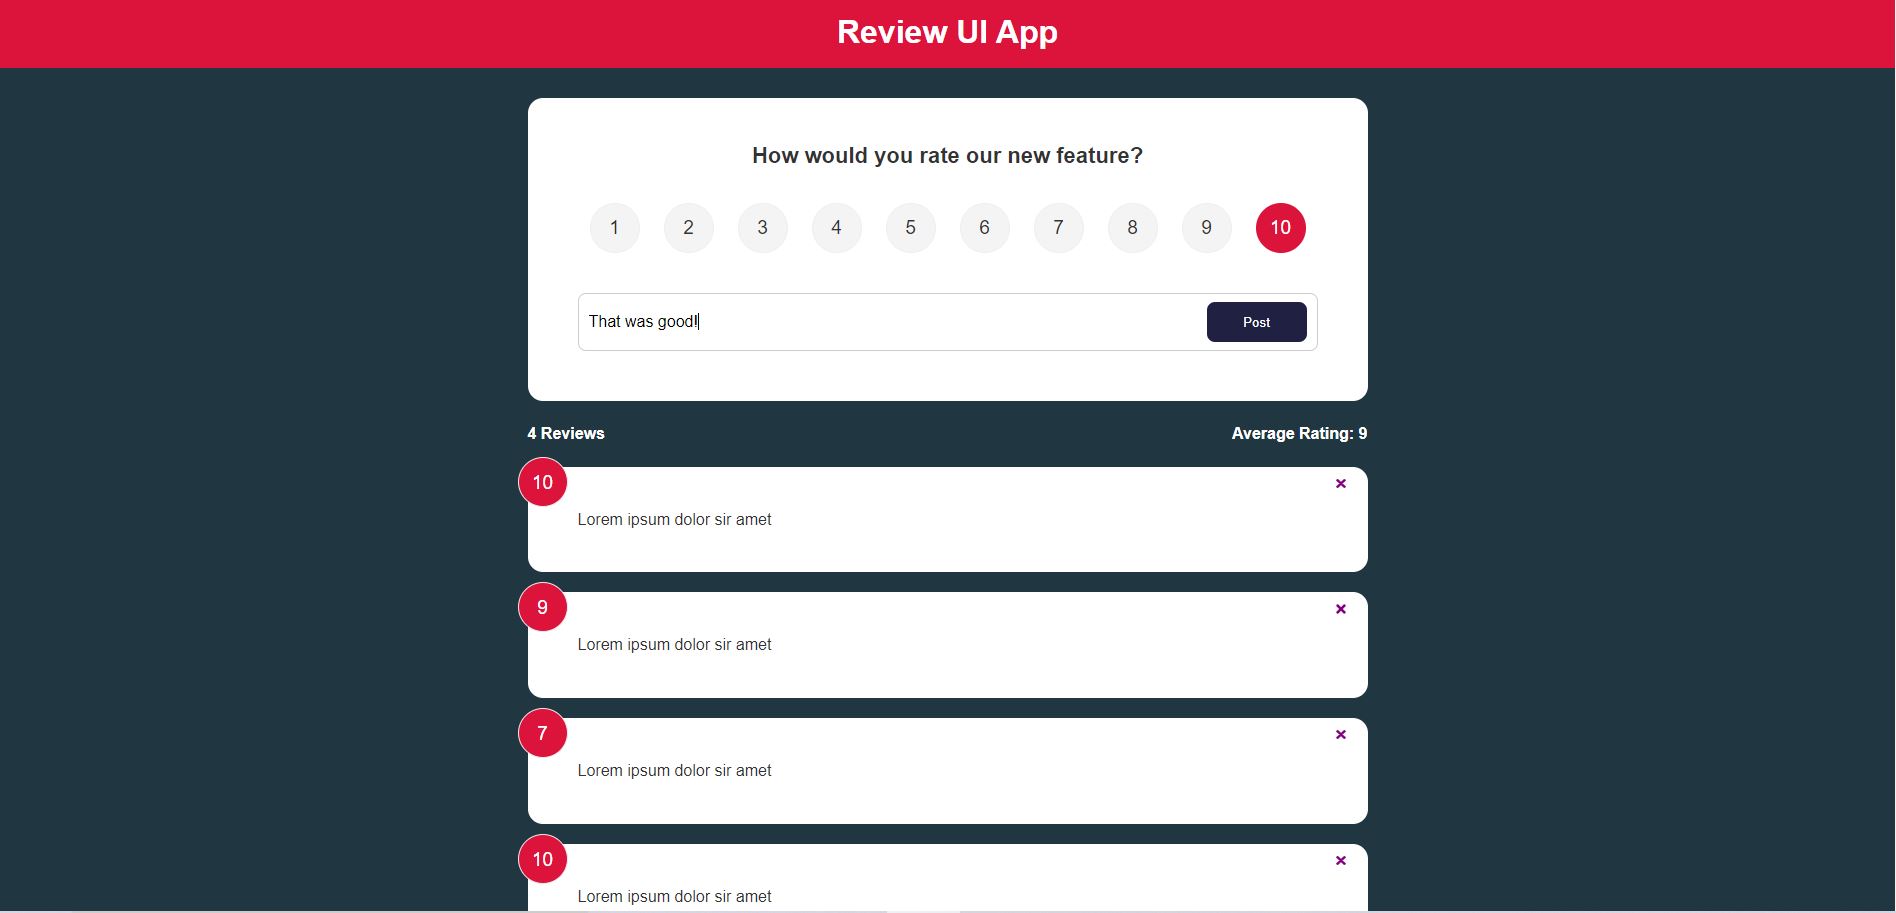 Review UI App
How would you rate our new feature?
1 2 3 4 5 6 7 8 9 10
That was good!
Post
4 Reviews
Average Rating: 9
10
Lorem ipsum dolor sir amet
9
Lorem ipsum dolor sir amet
7
Lorem ipsum dolor sir amet
10
Lorem ipsum dolor sir amet